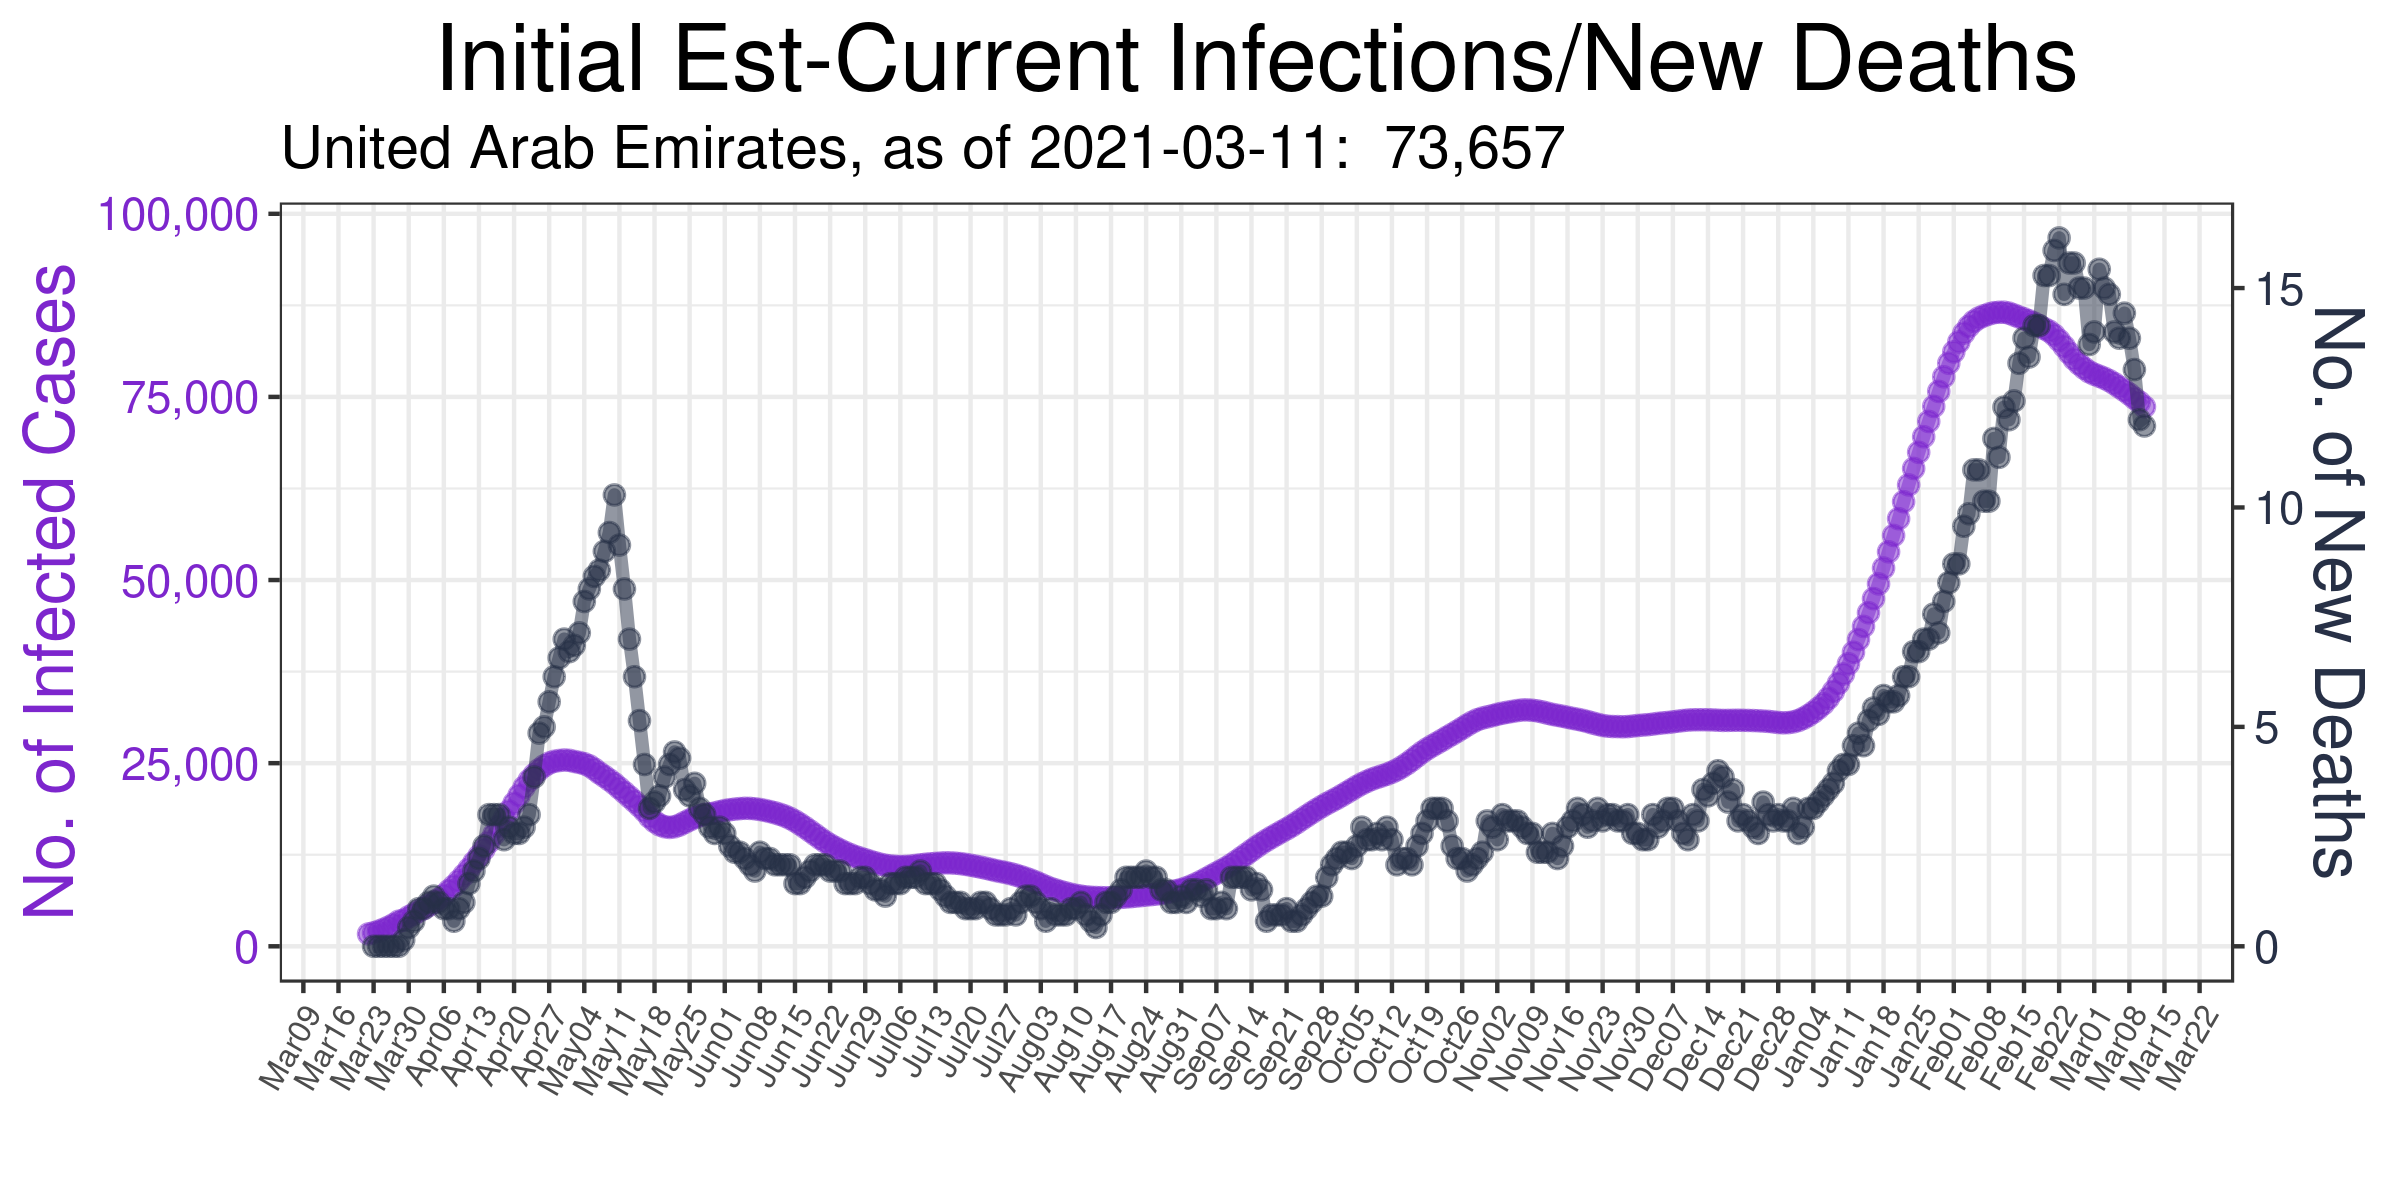 Initial Est-Current Infections/New Deaths
United Arab Emirates, as of 2021-03-11:  73,657
No. of Infected Cases
100,000
75,000
50,000
25,000
0
15
10
5
0
No. of New Deaths
Mar09
Mar16
Mar23
Mar30
Apr06
Apr13
Apr20
Apr27
May04
May11
May18
May25
Jun01
Jun08
Jun15
Jun22
Jun29
Jul06
Jul13
Jul20
Jul27
Aug03
Aug10
Aug17
Aug24
Aug31
Sep07
Sep14
Sep21
Sep28
Oct05
Oct12
Oct19
Oct26
Nov02
Nov09
Nov16
Nov23
Nov30
Dec07
Dec14
Dec21
Dec28
Jan04
Jan11
Jan18
Jan25
Feb01
Feb08
Feb15
Feb22
Mar01
Mar08
Mar15
Mar22